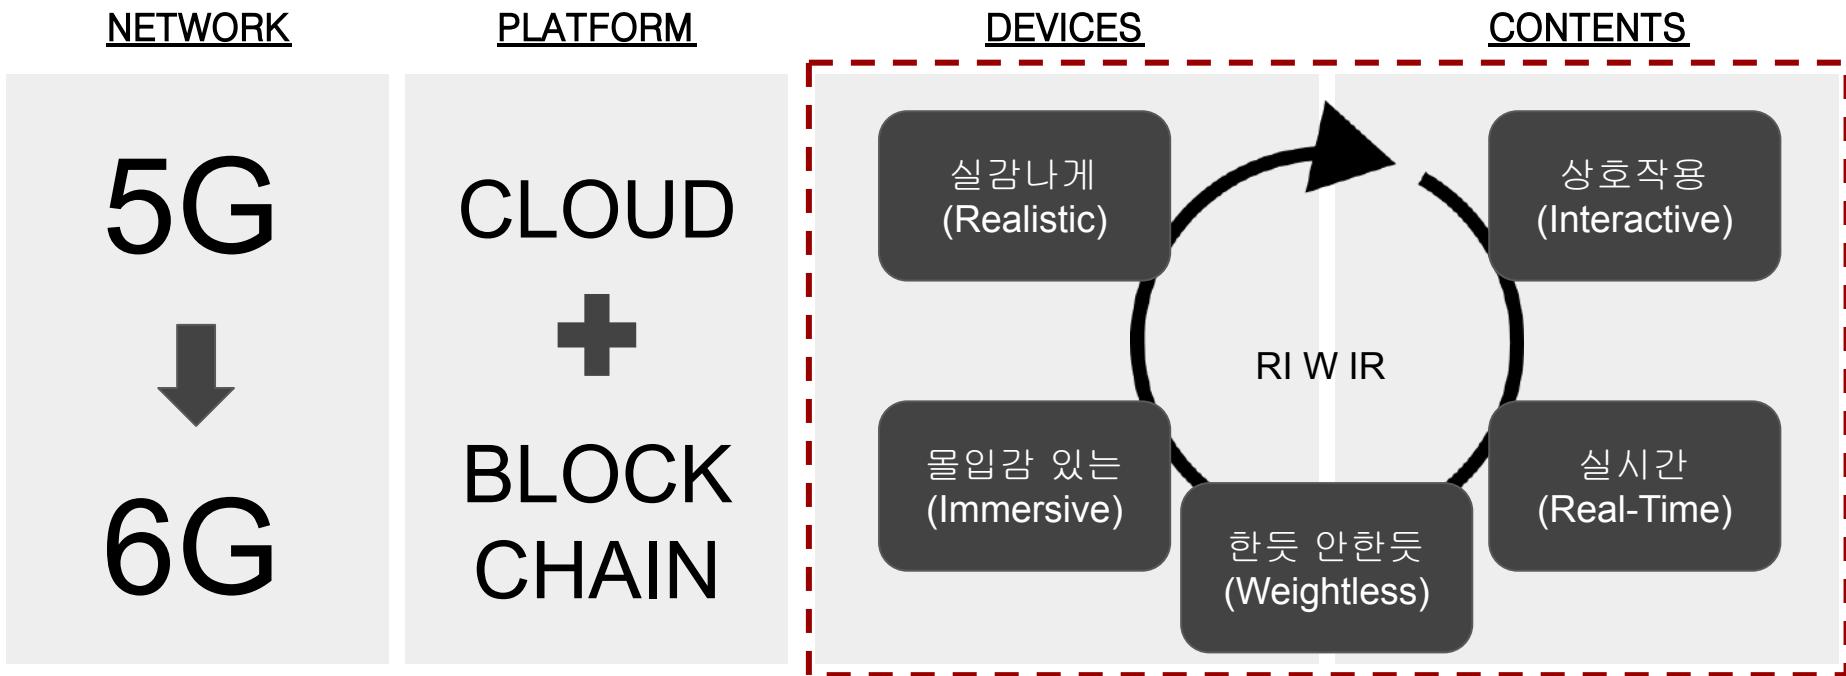 NETWORK
PLATFORM
DEVICES
CONTENTS
5G
6G
CLOUD
BLOCK
CHAIN
실감나게
(Realistic)
상호작용
(Interactive)
RI W IR
몰입감 있는
(Immersive)
실시간
(Real-Time)
한듯 안한듯
(Weightless)